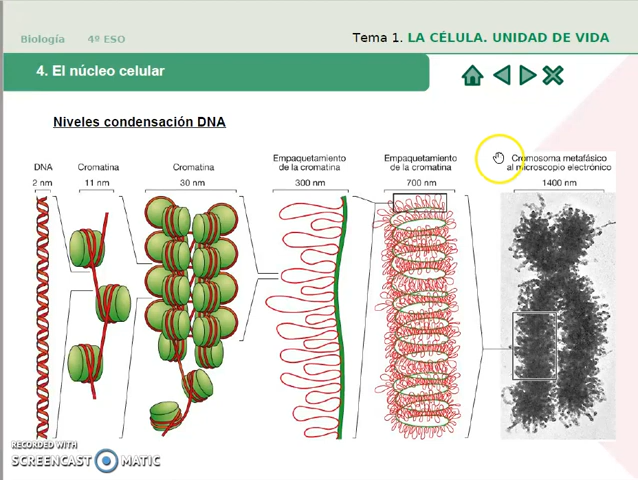 Biología 4º ESO
Tema 1. LA CÉLULA. UNIDAD DE VIDA
4. El núcleo celular
Niveles condensación DNA
DNA
2 nm
Cromatina
11 nm
Cromatina
30 nm
Empaquetamiento
de la cromatina
300 nm
Empaquetamiento
de la cromatina
700 nm
Cromosoma metafásico
al microscopio electrónico
1400 nm
RECORDED WITH
SCREENCAST MATIC